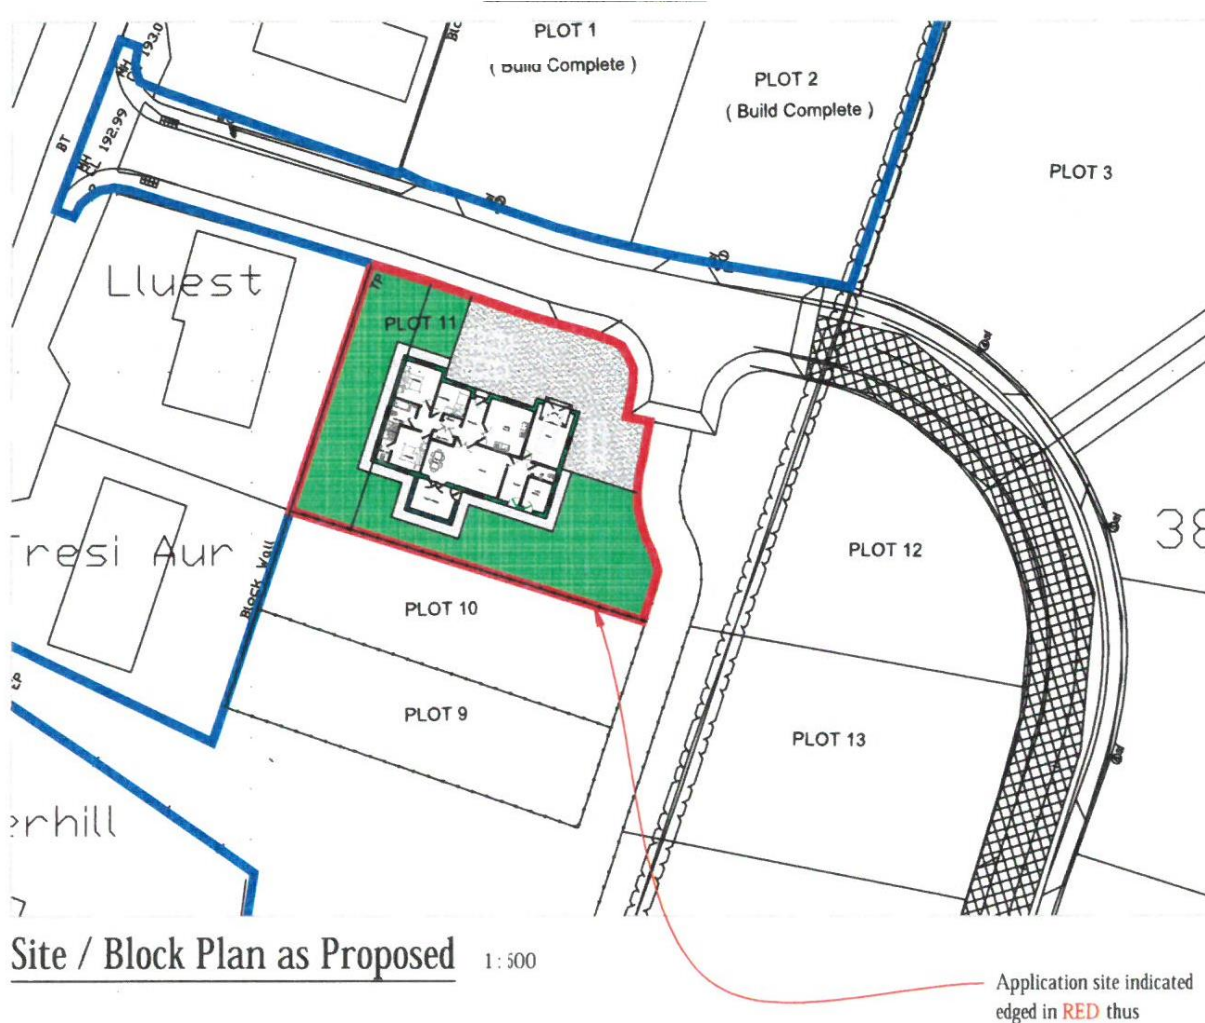 193.0
PLOT 1
( Build Complete )
PLOT 2
( Build Complete )
PLOT 3
BT
192.99
Lluest
TP
PLOT 11
Tresi Aur
Block Wall
PLOT 10
PLOT 12
38
PLOT 9
PLOT 13
EP
erhill
Site / Block Plan as Proposed 1:500
Application site indicated
edged in RED thus